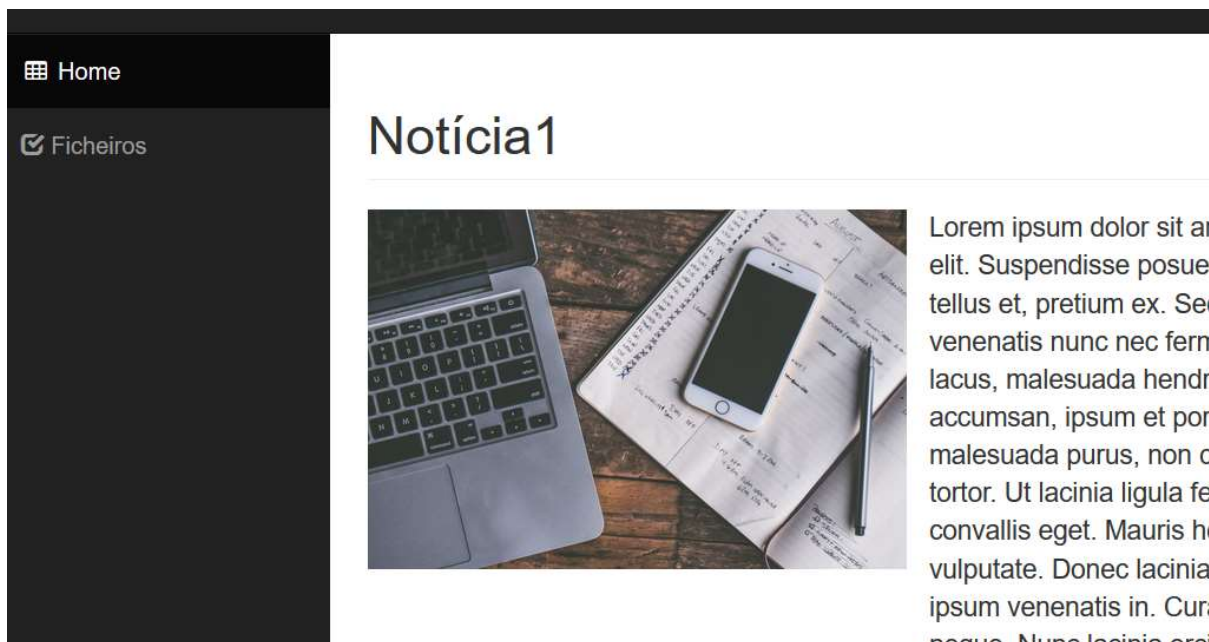 Home
Ficheiros
Notícia1
Lorem ipsum dolor sit
elit. Suspendisse
tellus et, pretium ex.
venenatis nunc nec
lacus, malesuada
accumsan, ipsum et
malesuada purus, non
tortor. Ut lacinia ligula
convallis eget. Mauris
vulputate. Donec lacinia
ipsum venenatis in.